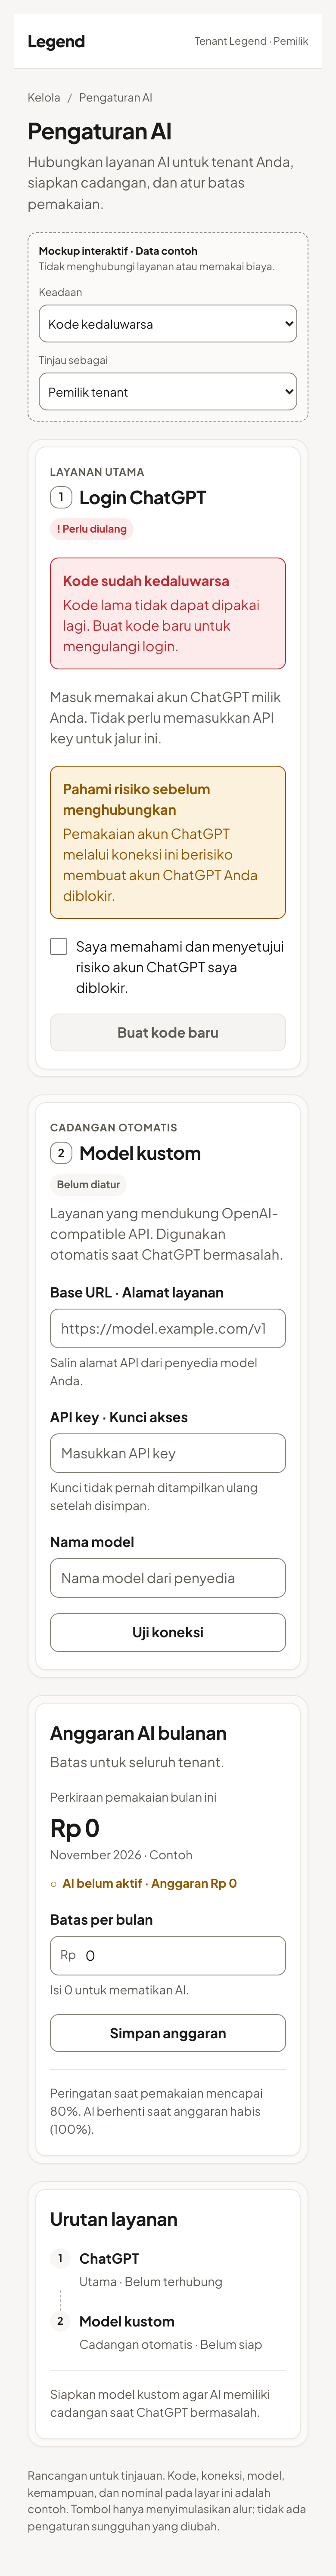 Legend
Tenant Legend · Pemilik
Kelola / Pengaturan AI
Pengaturan AI
Hubungkan layanan AI untuk tenant Anda,
siapkan cadangan, dan atur batas
pemakaian.
Mockup interaktif · Data contoh
Tidak menghubungi layanan atau memakai biaya.
Keadaan
Kode kedaluwarsa
Tinjau sebagai
Pemilik tenant
LAYANAN UTAMA
1 Login ChatGPT
! Perlu diulang
Kode sudah kedaluwarsa
Kode lama tidak dapat dipakai
lagi. Buat kode baru untuk
mengulangi login.
Masuk memakai akun ChatGPT milik
Anda. Tidak perlu memasukkan API
key untuk jalur ini.
Pahami risiko sebelum
menghubungkan
Pemakaian akun ChatGPT
melalui koneksi ini berisiko
membuat akun ChatGPT Anda
diblokir.
Saya memahami dan menyetujui
risiko akun ChatGPT saya
diblokir.
Buat kode baru
CADANGAN OTOMATIS
2 Model kustom
Belum diatur
Layanan yang mendukung OpenAI-
compatible API. Digunakan
otomatis saat ChatGPT bermasalah.
Base URL · Alamat layanan
https://model.example.com/v1
Salin alamat API dari penyedia model
Anda.
API key · Kunci akses
Masukkan API key
Kunci tidak pernah ditampilkan ulang
setelah disimpan.
Nama model
Nama model dari penyedia
Uji koneksi
Anggaran AI bulanan
Batas untuk seluruh tenant.
Perkiraan pemakaian bulan ini
Rp 0
November 2026 · Contoh
○ AI belum aktif · Anggaran Rp 0
Batas per bulan
Rp 0
Isi 0 untuk mematikan AI.
Simpan anggaran
Peringatan saat pemakaian mencapai
80%. AI berhenti saat anggaran habis
(100%).
Urutan layanan
1 ChatGPT
Utama · Belum terhubung
2 Model kustom
Cadangan otomatis · Belum siap
Siapkan model kustom agar AI memiliki
cadangan saat ChatGPT bermasalah.
Rancangan untuk tinjauan. Kode, koneksi, model,
kemampuan, dan nominal pada layar ini adalah
contoh. Tombol hanya menyimulasikan alur; tidak ada
pengaturan sungguhan yang diubah.